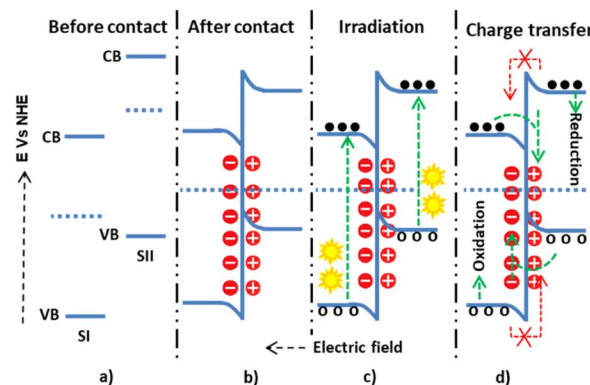 Before contact
After contact
Irradiation
Charge transfer
E Vs NHE
CB
CB
VB
SII
VB
SI
Oxidation
Reduction
Electric field
a)
b)
c)
d)